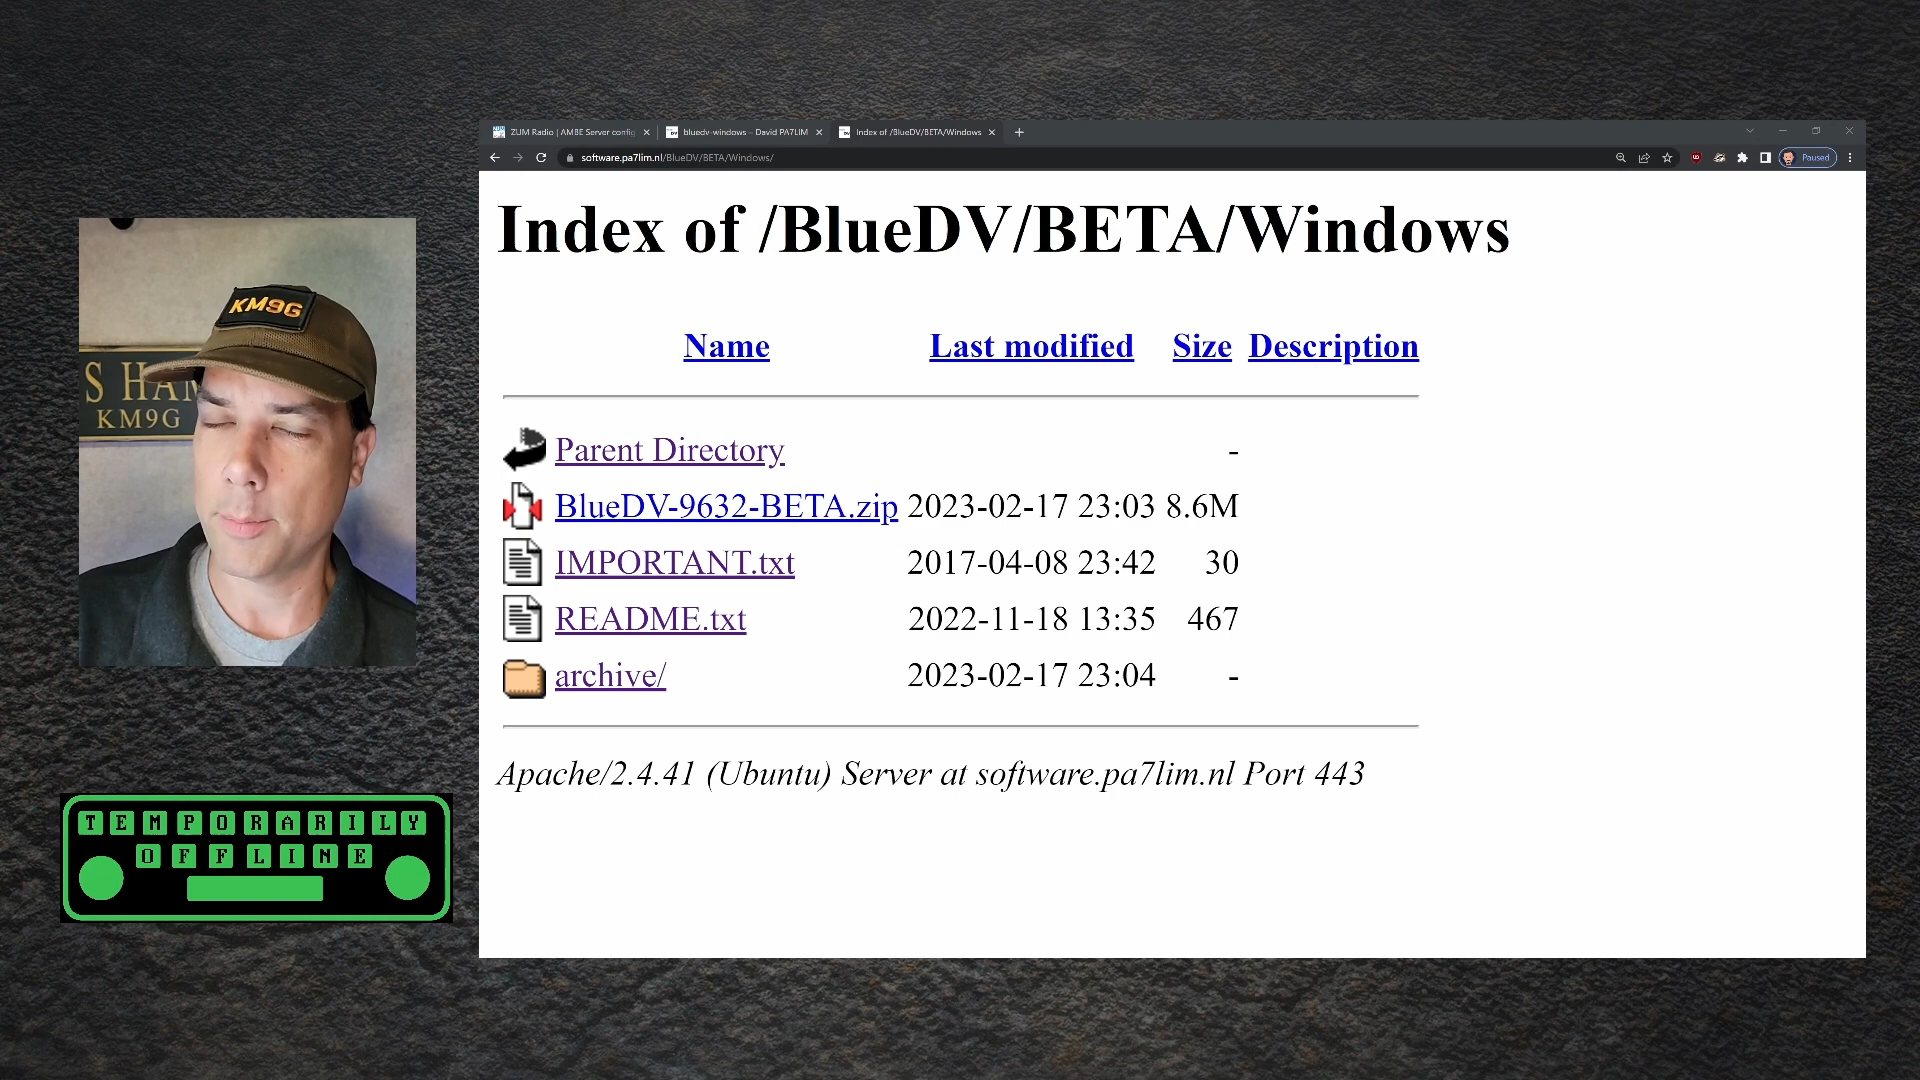 ZUM Radio | AMBE Server config
bluedv-windows – David PA7LIM
Index of /BlueDV/BETA/Windows
software.pa7lim.nl/BlueDV/BETA/Windows/
Paused
Index of /BlueDV/BETA/Windows
Name Last modified Size Description
Parent Directory -
BlueDV-9632-BETA.zip 2023-02-17 23:03 8.6M
IMPORTANT.txt 2017-04-08 23:42 30
README.txt 2022-11-18 13:35 467
archive/ 2023-02-17 23:04 -
Apache/2.4.41 (Ubuntu) Server at software.pa7lim.nl Port 443
KM9G
S HAM
KM9G
TEMPORARILY
OFFLINE